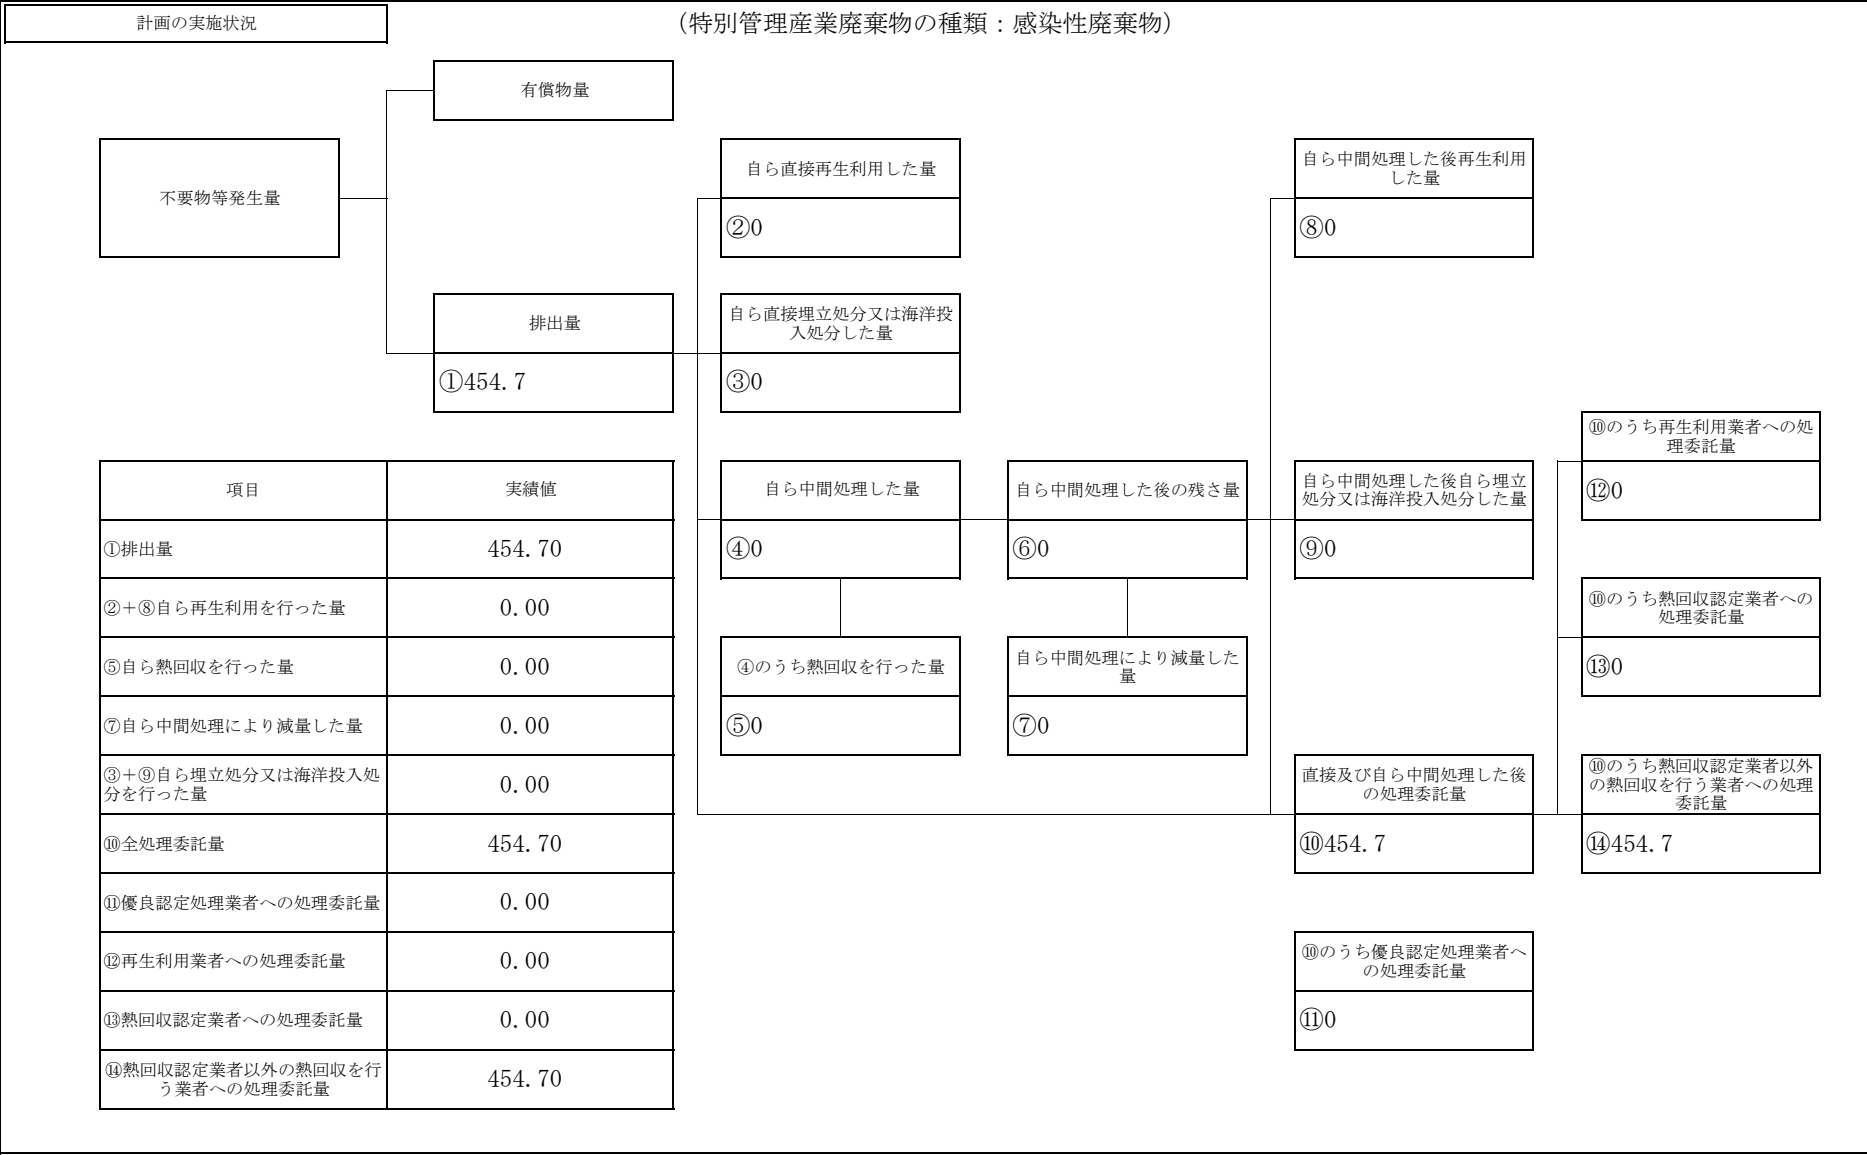 計画の実施状況
（特別管理産業廃棄物の種類：感染性廃棄物）
有償物量
不要物等発生量
自ら直接再生利用した量
②0
自ら中間処理した後再生利用
した量
⑧0
排出量
①454.7
自ら直接埋立処分又は海洋投
入処分した量
③0
⑩のうち再生利用業者への処
理委託量
⑫0
自ら中間処理した量
④0
自ら中間処理した後の残さ量
⑥0
自ら中間処理した後自ら埋立
処分又は海洋投入処分した量
⑨0
⑩のうち熱回収認定業者への
処理委託量
⑬0
④のうち熱回収を行った量
⑤0
自ら中間処理により減量した
量
⑦0
直接及び自ら中間処理した後
の処理委託量
⑩454.7
⑩のうち熱回収認定業者以外
の熱回収を行う業者への処理
委託量
⑭454.7
⑩のうち優良認定処理業者へ
の処理委託量
⑪0
項目 実績値
①排出量 454.70
②＋⑧自ら再生利用を行った量 0.00
⑤自ら熱回収を行った量 0.00
⑦自ら中間処理により減量した量 0.00
③＋⑨自ら埋立処分又は海洋投入処
分を行った量 0.00
⑩全処理委託量 454.70
⑪優良認定処理業者への処理委託量 0.00
⑫再生利用業者への処理委託量 0.00
⑬熱回収認定業者への処理委託量 0.00
⑭熱回収認定業者以外の熱回収を行
う業者への処理委託量 454.70